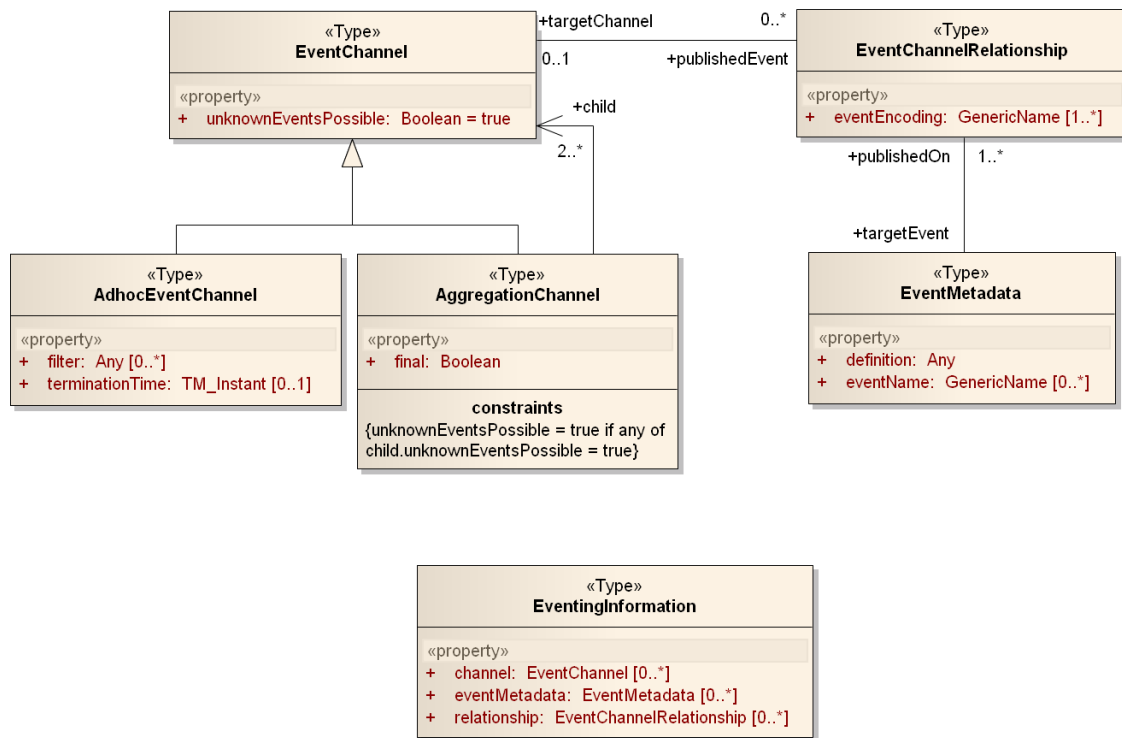 «Type»
EventChannel
«property»
+ unknownEventsPossible: Boolean = true
+targetChannel
0..*
0..1
+publishedEvent
«Type»
EventChannelRelationship
«property»
+ eventEncoding: GenericName [1..*]
+child
2..*
+publishedOn
1..*
+targetEvent
«Type»
AdhocEventChannel
«property»
+ filter: Any [0..*]
+ terminationTime: TM_Instant [0..1]
«Type»
AggregationChannel
«property»
+ final: Boolean
constraints
{unknownEventsPossible = true if any of
child.unknownEventsPossible = true}
«Type»
EventMetadata
«property»
+ definition: Any
+ eventName: GenericName [0..*]
«Type»
EventingInformation
«property»
+ channel: EventChannel [0..*]
+ eventMetadata: EventMetadata [0..*]
+ relationship: EventChannelRelationship [0..*]